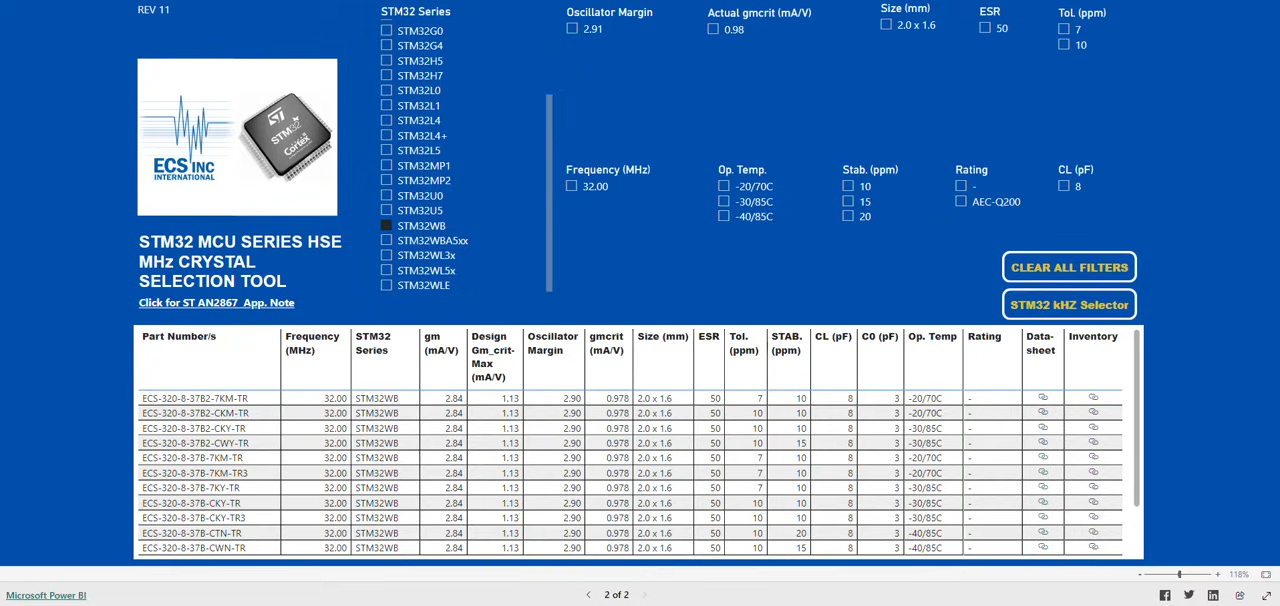 REV 11
ECS INC
INTERNATIONAL
ST
STM32
Cortex
STM32 MCU SERIES HSE
MHz CRYSTAL
SELECTION TOOL
Click for ST AN2867 App. Note
STM32 Series
STM32G0
STM32G4
STM32H5
STM32H7
STM32L0
STM32L1
STM32L4
STM32L4+
STM32L5
STM32MP1
STM32MP2
STM32U0
STM32U5
STM32WB
STM32WBA5xx
STM32WL3x
STM32WL5x
STM32WLE
Oscillator Margin
2.91
Actual gmcrit (mA/V)
0.98
Size (mm)
2.0 x 1.6
ESR
50
Tol. (ppm)
7
10
Frequency (MHz)
32.00
Op. Temp.
-20/70C
-30/85C
-40/85C
Stab. (ppm)
10
15
20
Rating
-
AEC-Q200
CL (pF)
8
CLEAR ALL FILTERS
STM32 kHZ Selector
Part Number/s Frequency (MHz) STM32 Series gm (mA/V) Design Gm_crit-Max (mA/V) Oscillator Margin gmcrit (mA/V) Size (mm) ESR Tol. (ppm) STAB. (ppm) CL (pF) C0 (pF) Op. Temp Rating Data-sheet Inventory
ECS-320-8-37B2-7KM-TR 32.00 STM32WB 2.84 1.13 2.90 0.978 2.0 x 1.6 50 7 10 8 3 -20/70C -
ECS-320-8-37B2-CKM-TR 32.00 STM32WB 2.84 1.13 2.90 0.978 2.0 x 1.6 50 10 10 8 3 -20/70C -
ECS-320-8-37B2-CKY-TR 32.00 STM32WB 2.84 1.13 2.90 0.978 2.0 x 1.6 50 10 10 8 3 -30/85C -
ECS-320-8-37B2-CWY-TR 32.00 STM32WB 2.84 1.13 2.90 0.978 2.0 x 1.6 50 10 15 8 3 -30/85C -
ECS-320-8-37B-7KM-TR 32.00 STM32WB 2.84 1.13 2.90 0.978 2.0 x 1.6 50 7 10 8 3 -20/70C -
ECS-320-8-37B-7KM-TR3 32.00 STM32WB 2.84 1.13 2.90 0.978 2.0 x 1.6 50 7 10 8 3 -20/70C -
ECS-320-8-37B-7KY-TR 32.00 STM32WB 2.84 1.13 2.90 0.978 2.0 x 1.6 50 7 10 8 3 -30/85C -
ECS-320-8-37B-CKY-TR 32.00 STM32WB 2.84 1.13 2.90 0.978 2.0 x 1.6 50 10 10 8 3 -30/85C -
ECS-320-8-37B-CKY-TR3 32.00 STM32WB 2.84 1.13 2.90 0.978 2.0 x 1.6 50 10 10 8 3 -30/85C -
ECS-320-8-37B-CTN-TR 32.00 STM32WB 2.84 1.13 2.90 0.978 2.0 x 1.6 50 10 20 8 3 -40/85C -
ECS-320-8-37B-CWN-TR 32.00 STM32WB 2.84 1.13 2.90 0.978 2.0 x 1.6 50 10 15 8 3 -40/85C -
- + 118%
Microsoft Power BI
2 of 2